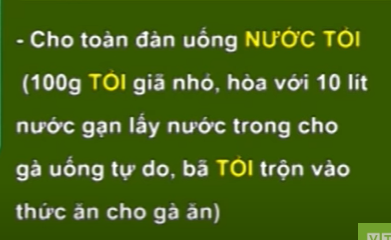 - Cho toàn đàn uống NƯỚC TỎI
(100g TỎI giã nhỏ, hòa với 10 lít
nước gạn lấy nước trong cho
gà uống tự do, bã TỎI trộn vào
thức ăn cho gà ăn)